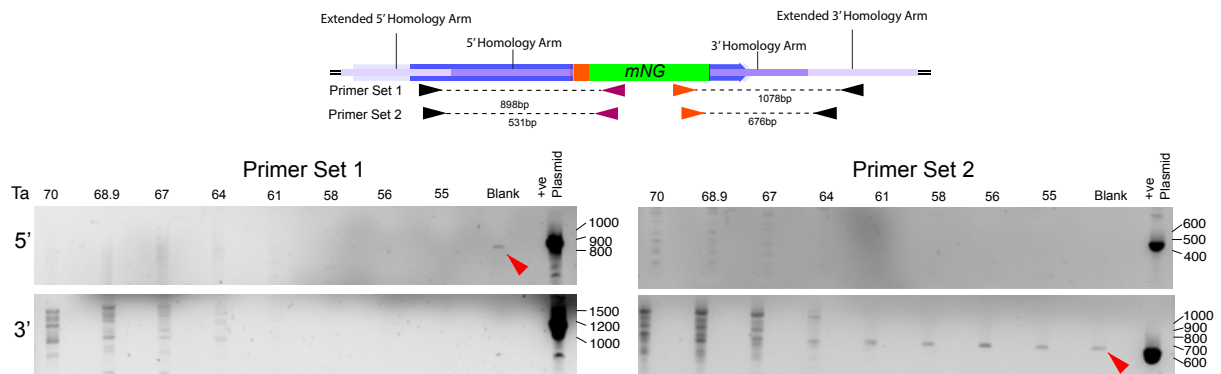 Extended 5' Homology Arm
Extended 3' Homology Arm
5' Homology Arm
3' Homology Arm
mNG
Primer Set 1
898bp
1078bp
Primer Set 2
531bp
676bp
Primer Set 1
Ta 70 68.9 67 64 61 58 56 55 Blank +ve Plasmid
5'
1000
900
800
3'
1500
1200
1000
Primer Set 2
70 68.9 67 64 61 58 56 55 Blank +ve Plasmid
600
500
400
1000
900
800
700
600